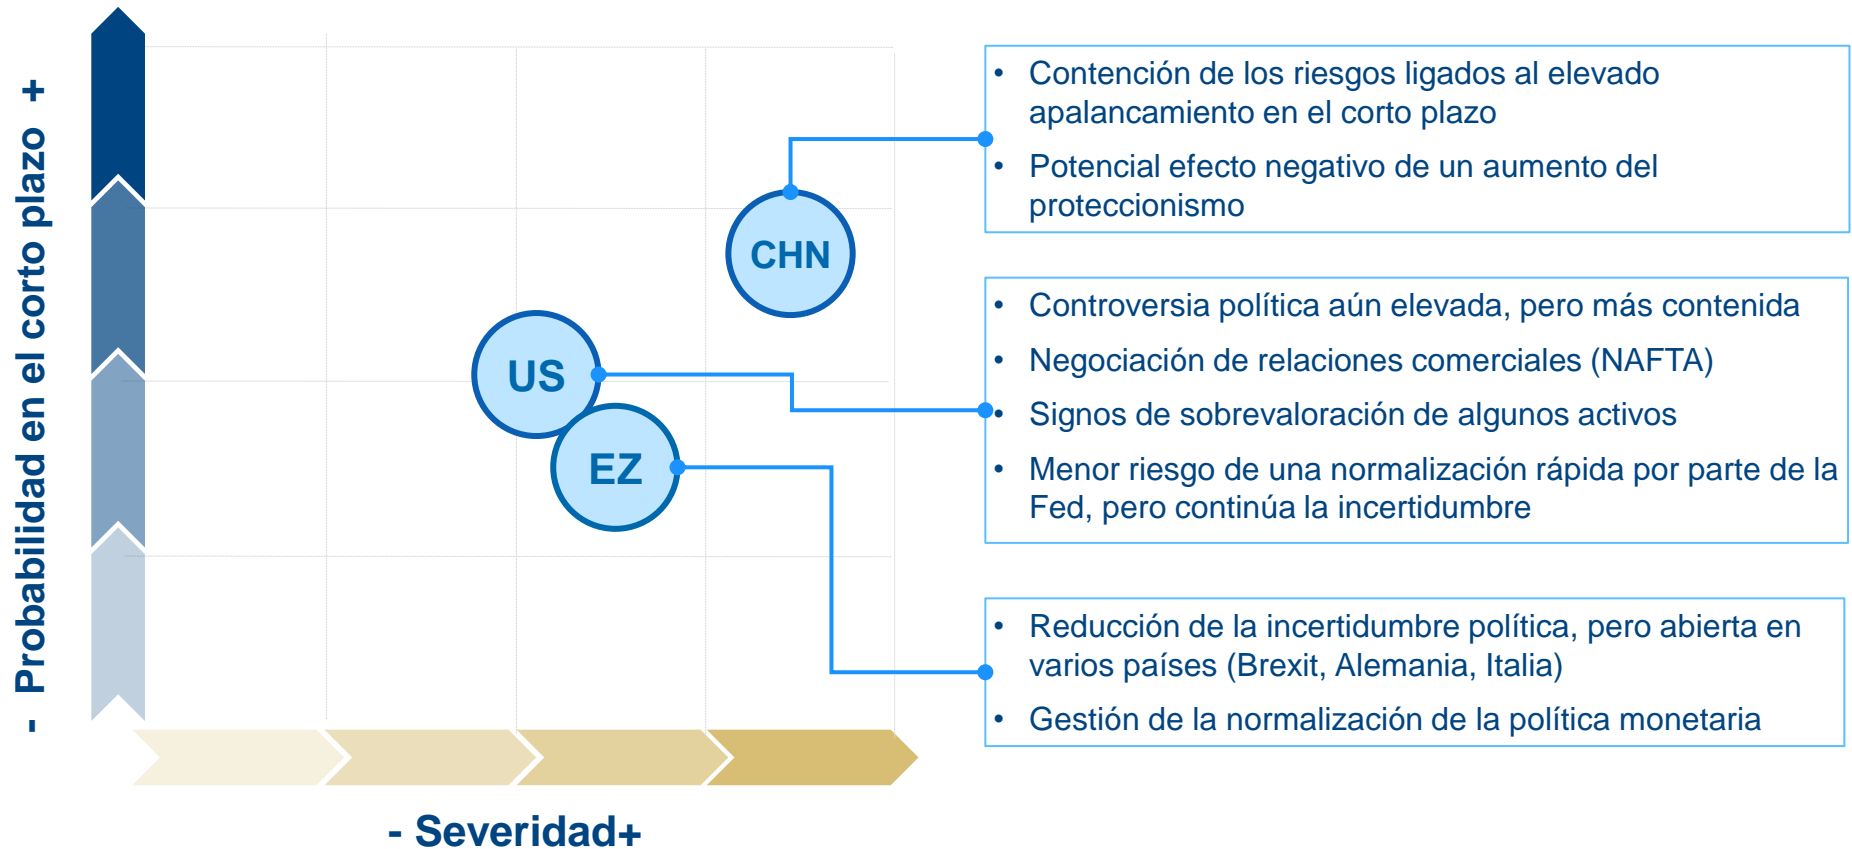 - Probabilidad en el corto plazo +
CHN
US
EZ
- Severidad+
• Contención de los riesgos ligados al elevado
apalancamiento en el corto plazo
• Potencial efecto negativo de un aumento del
proteccionismo
• Controversia política aún elevada, pero más contenida
• Negociación de relaciones comerciales (NAFTA)
• Signos de sobrevaloración de algunos activos
• Menor riesgo de una normalización rápida por parte de la
Fed, pero continúa la incertidumbre
• Reducción de la incertidumbre política, pero abierta en
varios países (Brexit, Alemania, Italia)
• Gestión de la normalización de la política monetaria